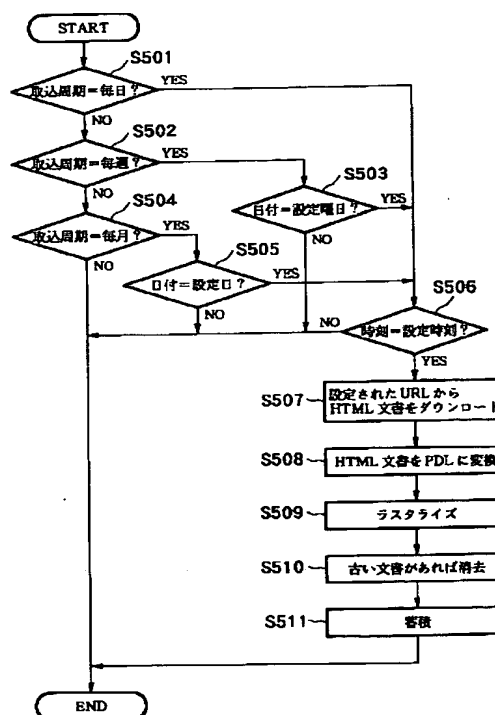 START
S501
取込周期=毎日?
YES
NO
S502
取込周期=毎週?
YES
NO
S503
日付=設定曜日?
YES
NO
S504
取込周期=毎月?
YES
NO
S505
日付=設定日?
YES
NO
S506
時刻=設定時刻?
NO
YES
S507
設定されたURLから
HTML文書をダウンロード
S508
HTML文書をPDLに変換
S509
ラスタライズ
S510
古い文書があれば消去
S511
蓄積
END